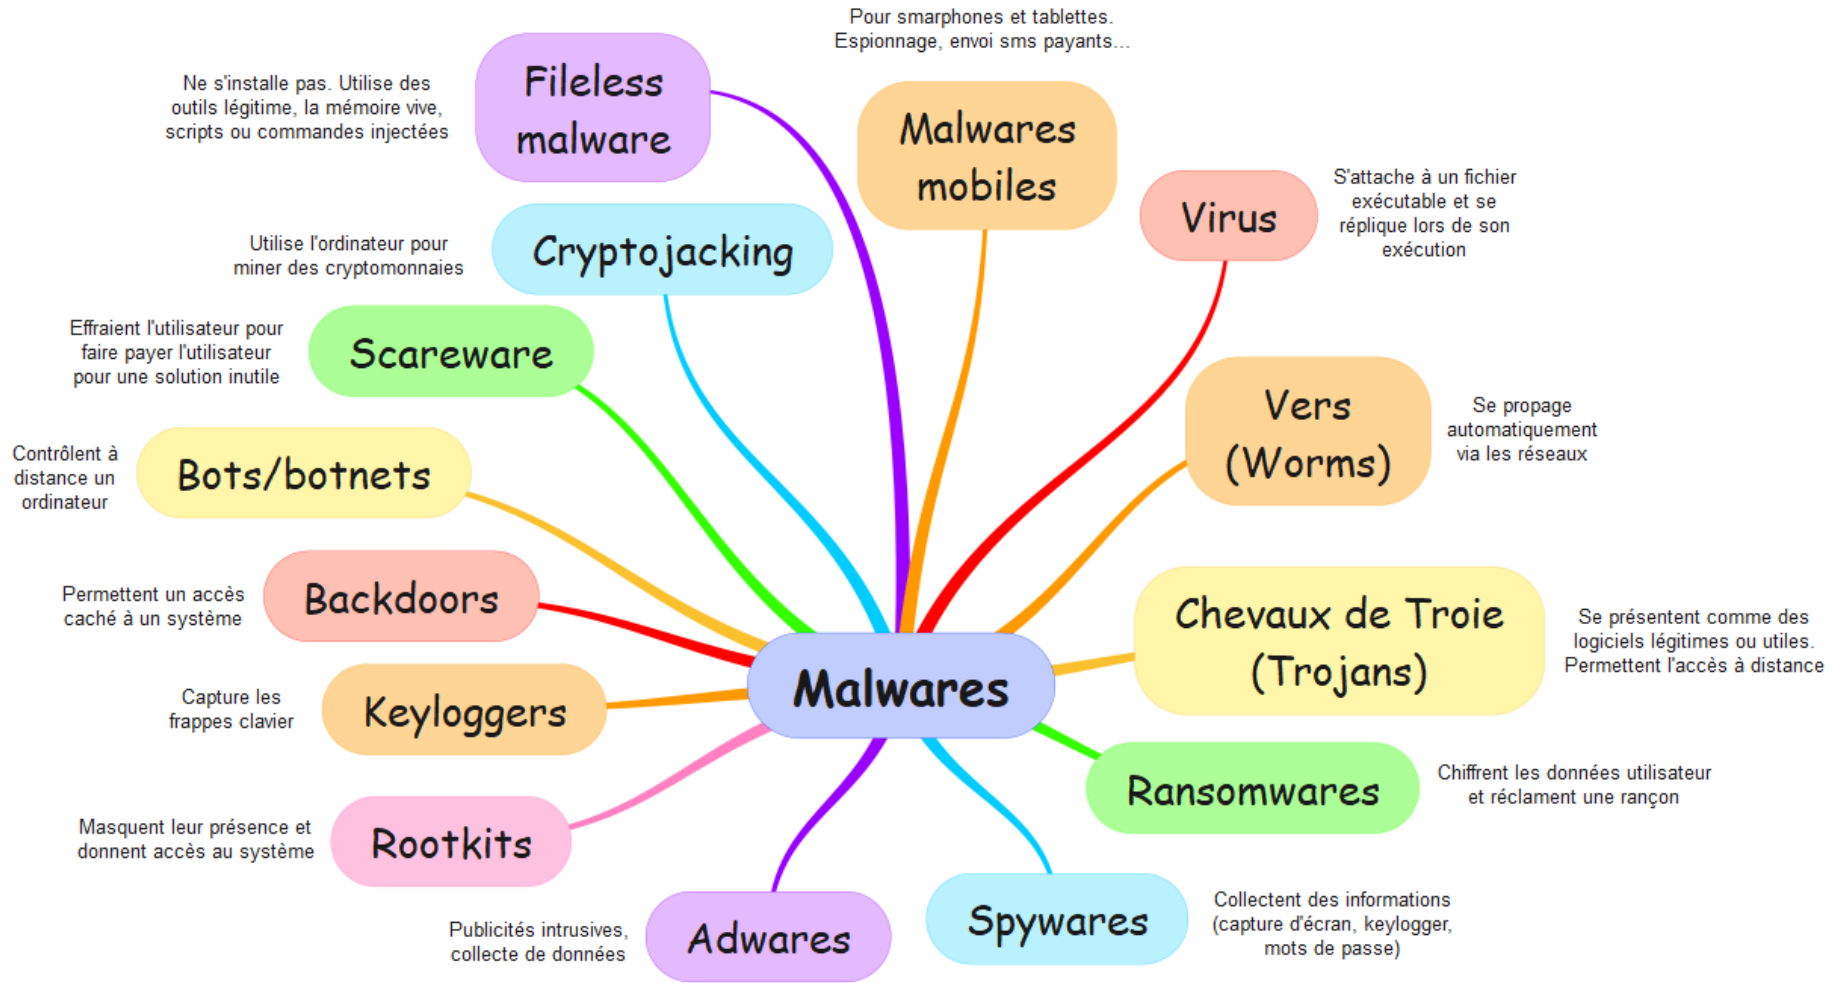 Pour smarphones et tablettes.
Espionnage, envoi sms payants...
Malwares
mobiles
Fileless
malware
Ne s'installe pas. Utilise des
outils légitime, la mémoire vive,
scripts ou commandes injectées
Virus
S'attache à un fichier
exécutable et se
réplique lors de son
exécution
Cryptojacking
Utilise l'ordinateur pour
miner des cryptomonnaies
Scareware
Effraient l'utilisateur pour
faire payer l'utilisateur
pour une solution inutile
Vers
(Worms)
Se propage
automatiquement
via les réseaux
Bots/botnets
Contrôlent à
distance un
ordinateur
Backdoors
Permettent un accès
caché à un système
Chevaux de Troie
(Trojans)
Se présentent comme des
logiciels légitimes ou utiles.
Permettent l'accès à distance
Malwares
Keyloggers
Capture les
frappes clavier
Ransomwares
Chiffrent les données utilisateur
et réclament une rançon
Rootkits
Masquent leur présence et
donnent accès au système
Adwares
Publicités intrusives,
collecte de données
Spywares
Collectent des informations
(capture d'écran, keylogger,
mots de passe)